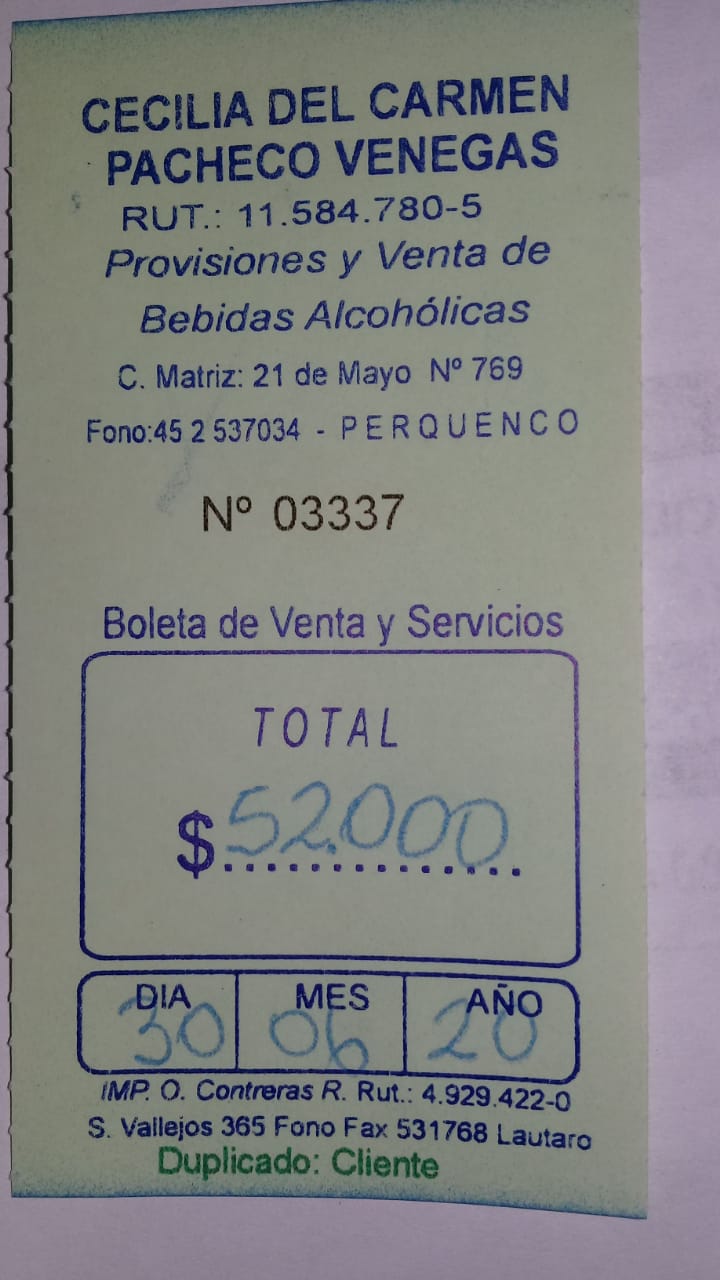 CECILIA DEL CARMEN
PACHECO VENEGAS
RUT.: 11.584.780-5
Provisiones y Venta de
Bebidas Alcohólicas
C. Matriz: 21 de Mayo Nº 769
Fono:45 2 537034 - PERQUENCO
Nº 03337
Boleta de Venta y Servicios
TOTAL
$52.000
DIA MES AÑO
30 06 20
IMP. O. Contreras R. Rut.: 4.929.422-0
S. Vallejos 365 Fono Fax 531768 Lautaro
Duplicado: Cliente